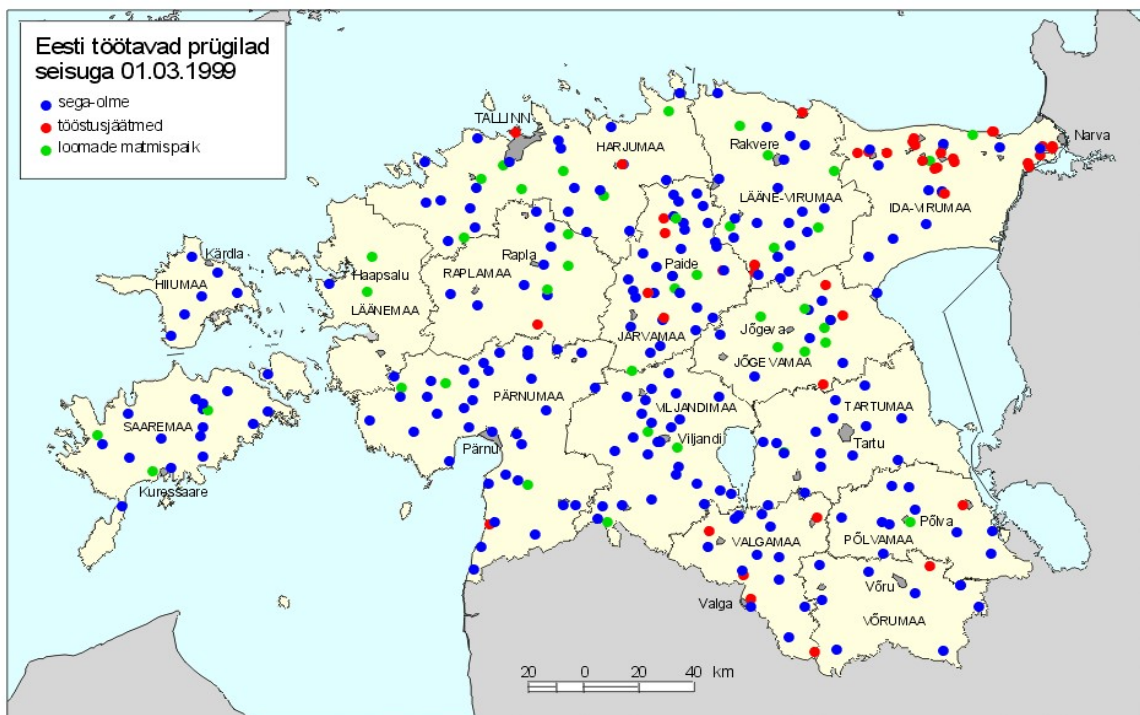 Eesti töötavad prügilad
seisuga 01.03.1999
sega-olme
tööstusjäätmed
loomade matmispaik
TALLINN
HARJUMAA
Rakvere
Narva
LÄÄNE-VIRUMAA
IDA-VIRUMAA
Kärdla
HIIUMAA
Haapsalu
LÄÄNEMAA
Rapla
RAPLAMAA
Paide
JÄRVAMAA
Jõgeva
JÕGEVAMAA
SAAREMAA
Kuressaare
PÄRNUMAA
Pärnu
VILJANDIMAA
Viljandi
TARTUMAA
Tartu
VALGAMAA
Valga
Põlva
PÕLVAMAA
Võru
VÕRUMAA
20 0 20 40 km